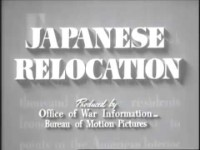 JAPANESE
RELOCATION
Produced by
Office of War Information
Bureau of Motion Pictures